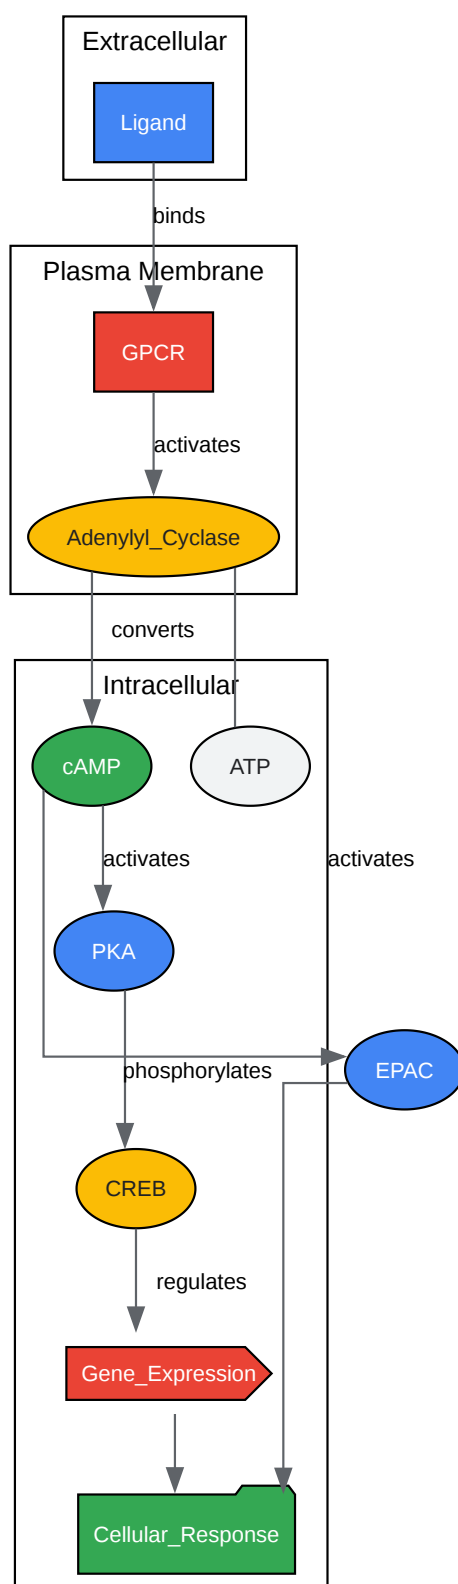 Extracellular
Ligand
binds
Plasma Membrane
GPCR
activates
Adenylyl_Cyclase
converts
Intracellular
cAMP
ATP
activates
activates
PKA
EPAC
phosphorylates
CREB
regulates
Gene_Expression
Cellular_Response